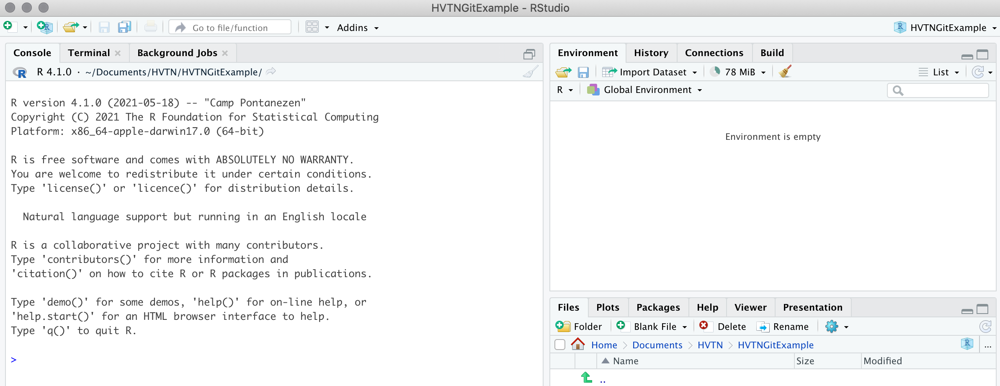 HVTNGitExample - RStudio
Go to file/function
Addins
HVTNGitExample
Console
Terminal
Background Jobs
R 4.1.0 · ~/Documents/HVTN/HVTNGitExample/
R version 4.1.0 (2021-05-18) -- "Camp Pontanezen"
Copyright (C) 2021 The R Foundation for Statistical Computing
Platform: x86_64-apple-darwin17.0 (64-bit)
R is free software and comes with ABSOLUTELY NO WARRANTY.
You are welcome to redistribute it under certain conditions.
Type 'license()' or 'licence()' for distribution details.
Natural language support but running in an English locale
R is a collaborative project with many contributors.
Type 'contributors()' for more information and
'citation()' on how to cite R or R packages in publications.
Type 'demo()' for some demos, 'help()' for on-line help, or
'help.start()' for an HTML browser interface to help.
Type 'q()' to quit R.
>
Environment
History
Connections
Build
Import Dataset
78 MiB
List
R
Global Environment
Environment is empty
Files
Plots
Packages
Help
Viewer
Presentation
Folder
Blank File
Delete
Rename
Home
Documents
HVTN
HVTNGitExample
...
Name
Size
Modified
..